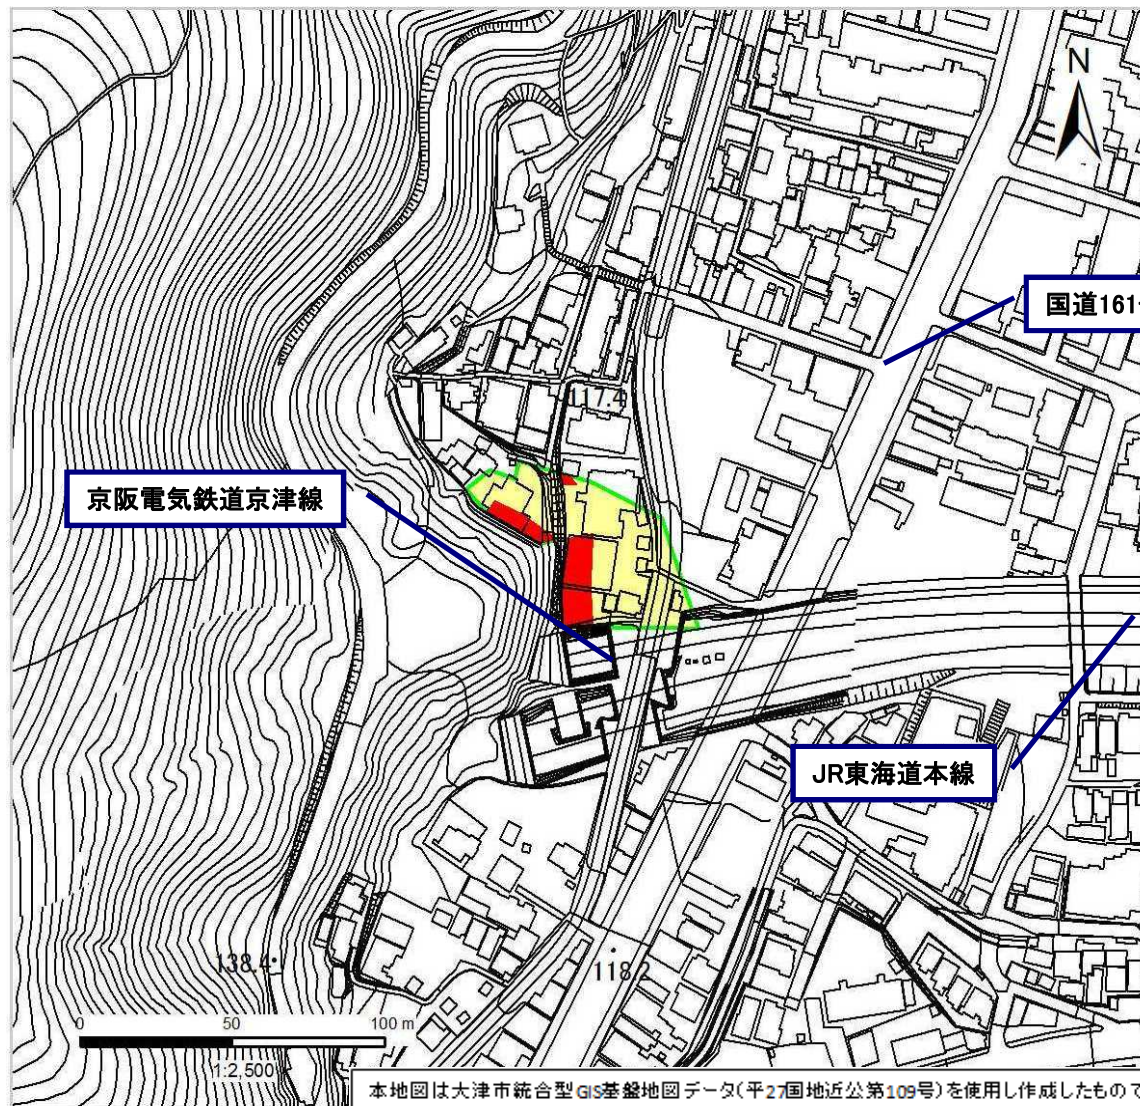 N
国道161
117.4
京阪電気鉄道京津線
JR東海道本線
138.4
118.2
0 50 100 m
1:2,500
本地図は大津市統合型GIS基盤地図データ(平27国地近公第109号)を使用し作成したもので